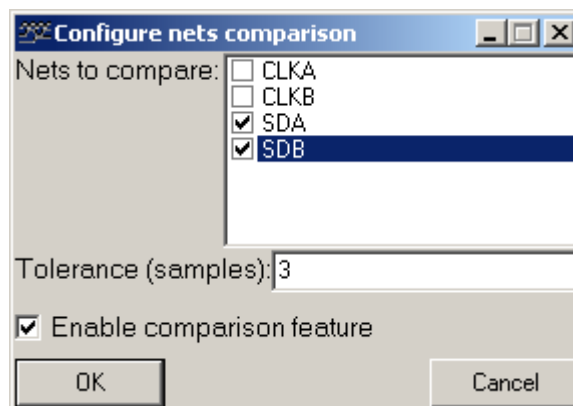 Configure nets comparison
Nets to compare:
CLKA
CLKB
SDA
SDB
Tolerance (samples): 3
Enable comparison feature
OK
Cancel